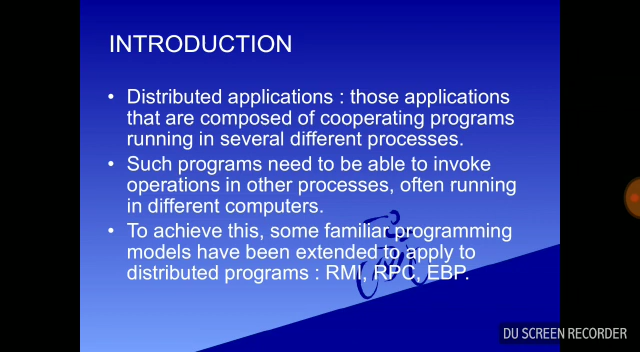 INTRODUCTION
• Distributed applications : those applications
that are composed of cooperating programs
running in several different processes.
• Such programs need to be able to invoke
operations in other processes, often running
in different computers.
• To achieve this, some familiar programming
models have been extended to apply to
distributed programs : RMI, RPC, EBP.
DU SCREEN RECORDER